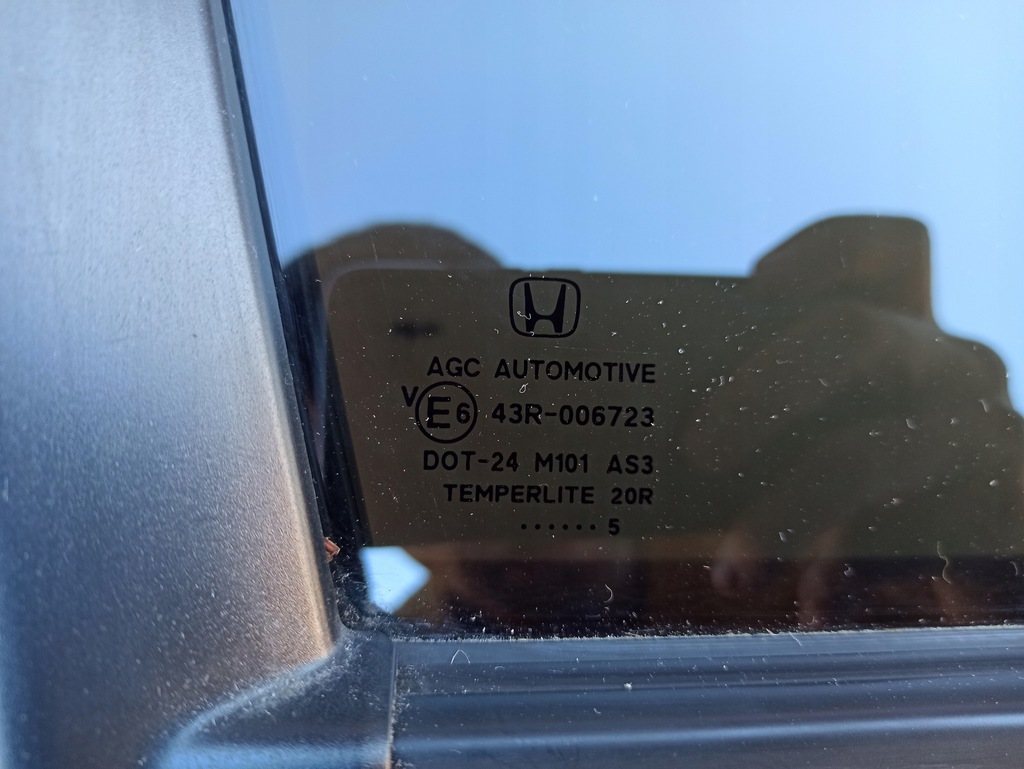 AGC AUTOMOTIVE
V E6 43R-006723
DOT-24 M101 AS3
TEMPERLITE 20R
...... 5